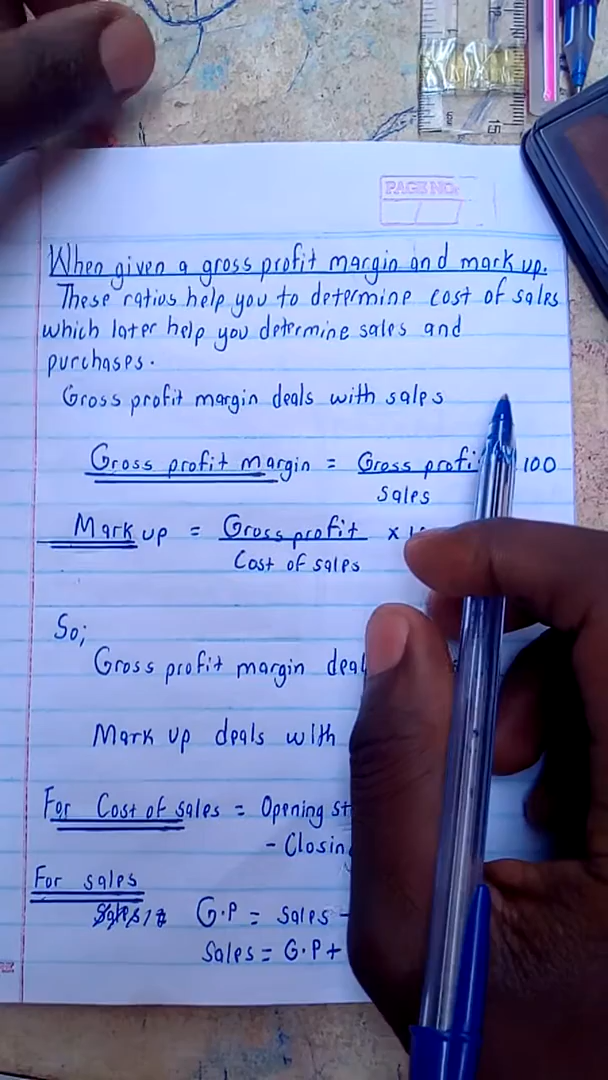 PAGE NO:
When given a gross profit margin and mark up.
These ratios help you to determine cost of sales
which later help you determine sales and
purchases.
Gross profit margin deals with sales
Gross profit margin = Gross profi 100
Sales
Mark up = Gross profit x 1
Cost of sales
So;
Gross profit margin deal
Mark up deals with
For Cost of sales = Opening st
- Closin
For sales
G.P = sales -
Sales = G.P +